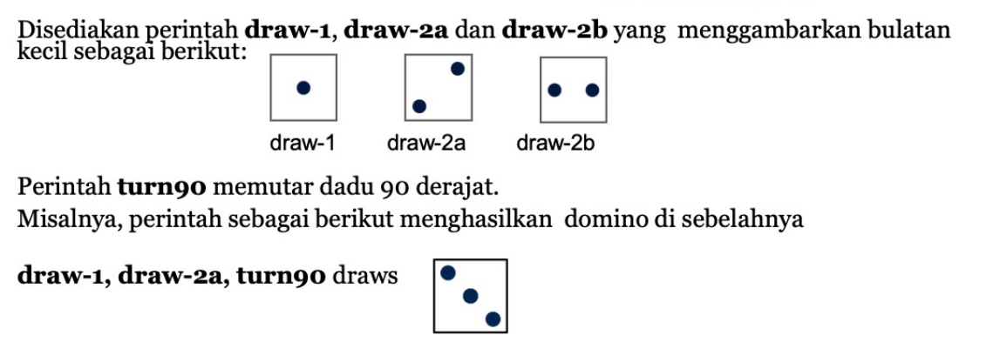 Disediakan perintah draw-1, draw-2a dan draw-2b yang menggambarkan bulatan
kecil sebagai berikut:
draw-1 draw-2a draw-2b
Perintah turn90 memutar dadu 90 derajat.
Misalnya, perintah sebagai berikut menghasilkan domino di sebelahnya
draw-1, draw-2a, turn90 draws